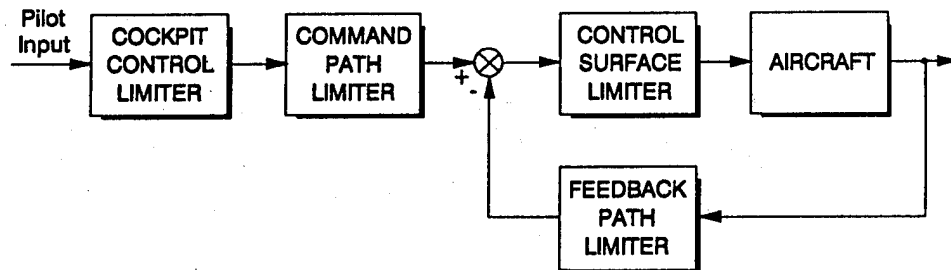 Pilot
Input
COCKPIT
CONTROL
LIMITER
COMMAND
PATH
LIMITER
+
-
CONTROL
SURFACE
LIMITER
AIRCRAFT
FEEDBACK
PATH
LIMITER